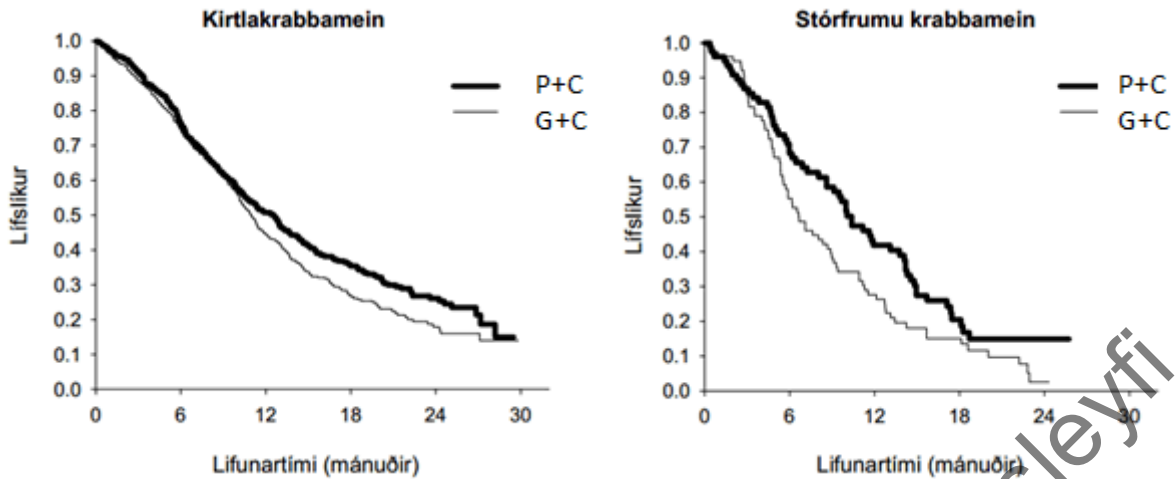 Kirtlakrabbamein
1.0
0.9
0.8
0.7
0.6
0.5
0.4
0.3
0.2
0.1
0.0
Lífslíkur
P+C
G+C
0 6 12 18 24 30
Lifunartími (mánuðir)
Stórfrumu krabbamein
1.0
0.9
0.8
0.7
0.6
0.5
0.4
0.3
0.2
0.1
0.0
Lífslíkur
P+C
G+C
0 6 12 18 24 30
Lifunartími (mánuðir)